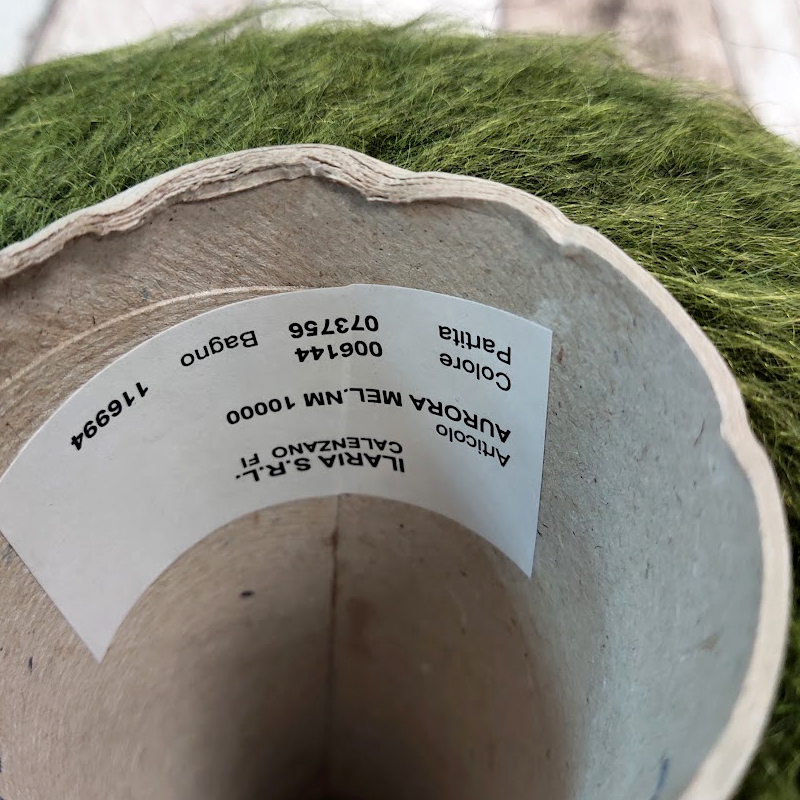 ILARIA S.R.L.
CALENZANO FI
Articolo
AURORA MEL.NM 10000
Colore 006144
Partita 073756 Bagno 116994